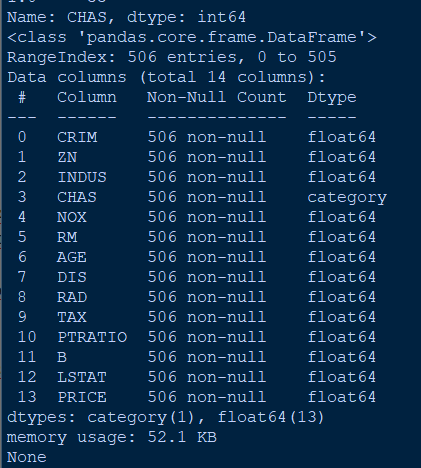 Name: CHAS, dtype: int64
<class 'pandas.core.frame.DataFrame'>
RangeIndex: 506 entries, 0 to 505
Data columns (total 14 columns):
 #   Column   Non-Null Count  Dtype
---  ------   --------------  -----
 0   CRIM     506 non-null    float64
 1   ZN       506 non-null    float64
 2   INDUS    506 non-null    float64
 3   CHAS     506 non-null    category
 4   NOX      506 non-null    float64
 5   RM       506 non-null    float64
 6   AGE      506 non-null    float64
 7   DIS      506 non-null    float64
 8   RAD      506 non-null    float64
 9   TAX      506 non-null    float64
 10  PTRATIO  506 non-null    float64
 11  B        506 non-null    float64
 12  LSTAT    506 non-null    float64
 13  PRICE    506 non-null    float64
dtypes: category(1), float64(13)
memory usage: 52.1 KB
None